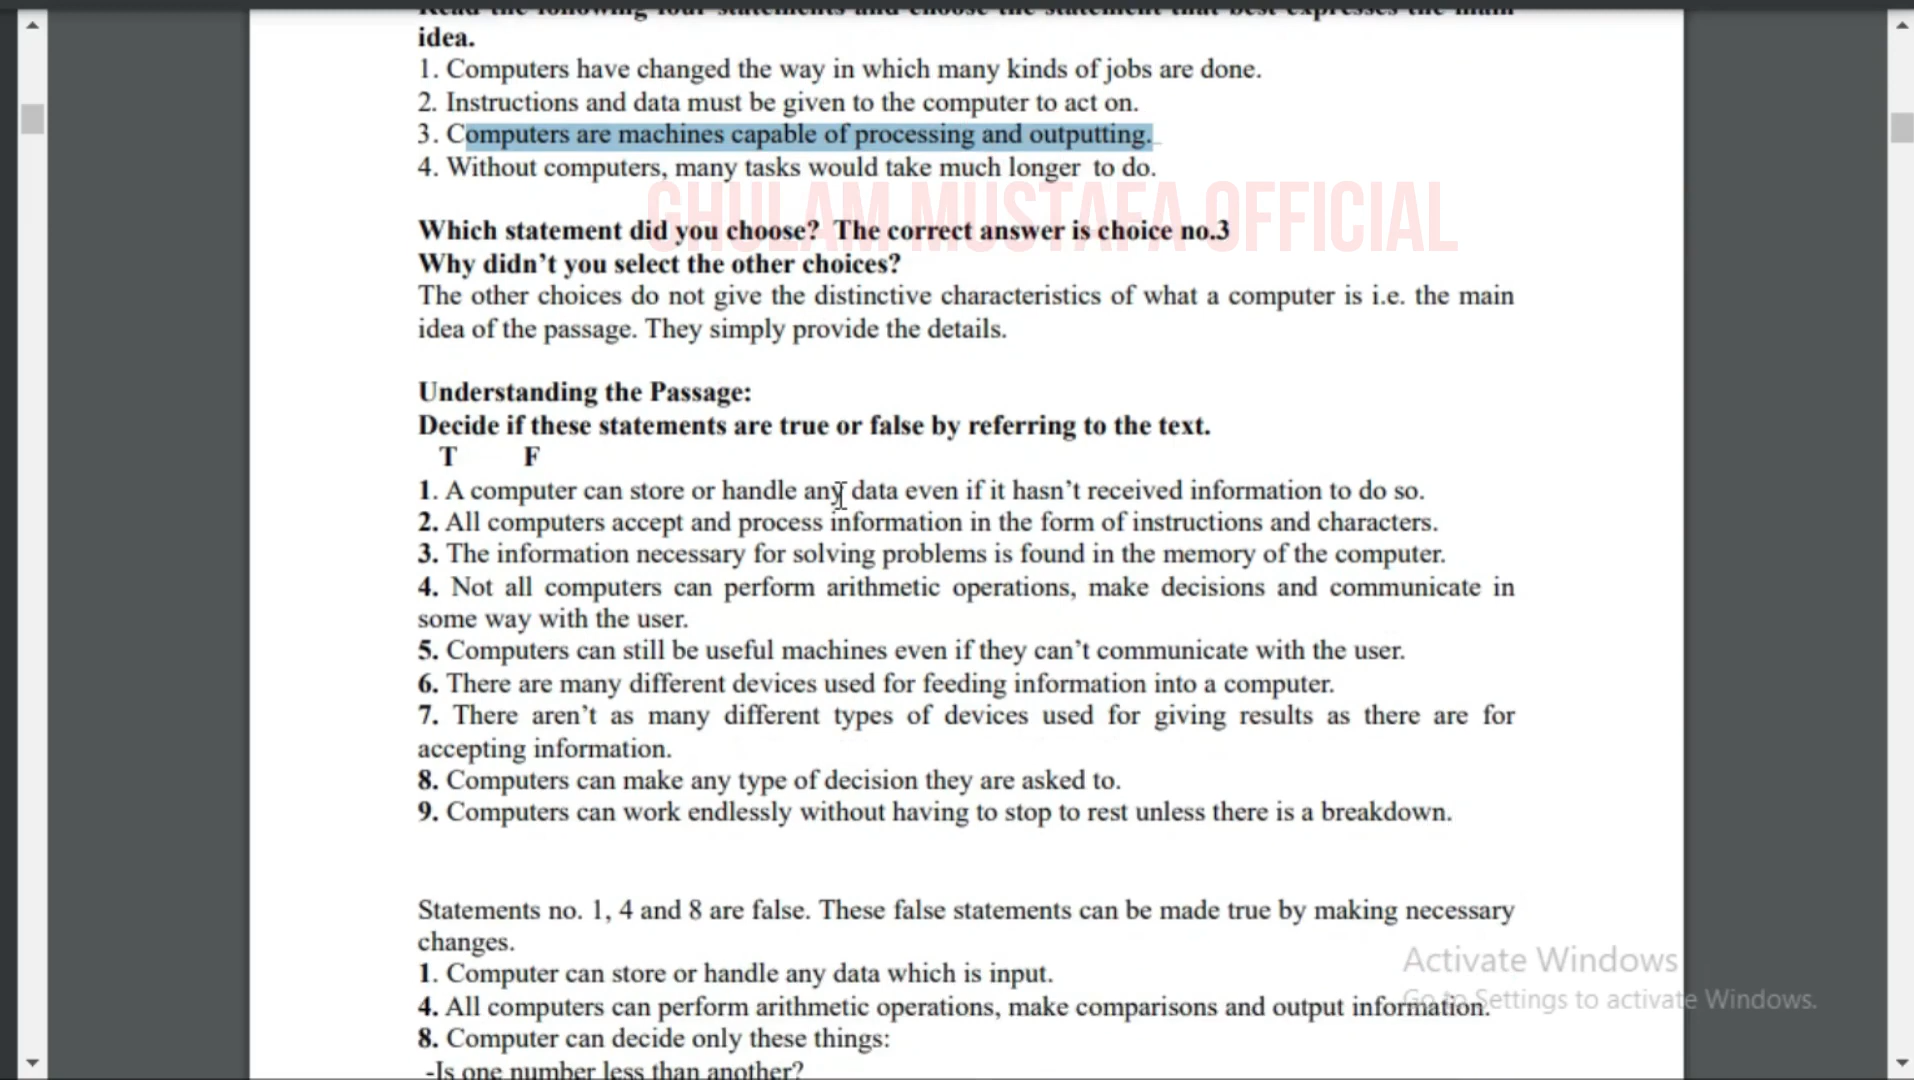 Read the following four statements and choose the statement that best expresses the main
idea.
1. Computers have changed the way in which many kinds of jobs are done.
2. Instructions and data must be given to the computer to act on.
3. Computers are machines capable of processing and outputting.
4. Without computers, many tasks would take much longer to do.
GHULAM MUSTAFA OFFICIAL
Which statement did you choose? The correct answer is choice no.3
Why didn’t you select the other choices?
The other choices do not give the distinctive characteristics of what a computer is i.e. the main
idea of the passage. They simply provide the details.
Understanding the Passage:
Decide if these statements are true or false by referring to the text.
T F
1. A computer can store or handle any data even if it hasn’t received information to do so.
2. All computers accept and process information in the form of instructions and characters.
3. The information necessary for solving problems is found in the memory of the computer.
4. Not all computers can perform arithmetic operations, make decisions and communicate in
some way with the user.
5. Computers can still be useful machines even if they can’t communicate with the user.
6. There are many different devices used for feeding information into a computer.
7. There aren’t as many different types of devices used for giving results as there are for
accepting information.
8. Computers can make any type of decision they are asked to.
9. Computers can work endlessly without having to stop to rest unless there is a breakdown.
Statements no. 1, 4 and 8 are false. These false statements can be made true by making necessary
changes.
1. Computer can store or handle any data which is input.
4. All computers can perform arithmetic operations, make comparisons and output information.
8. Computer can decide only these things:
-Is one number less than another?
Activate Windows
Go to Settings to activate Windows.